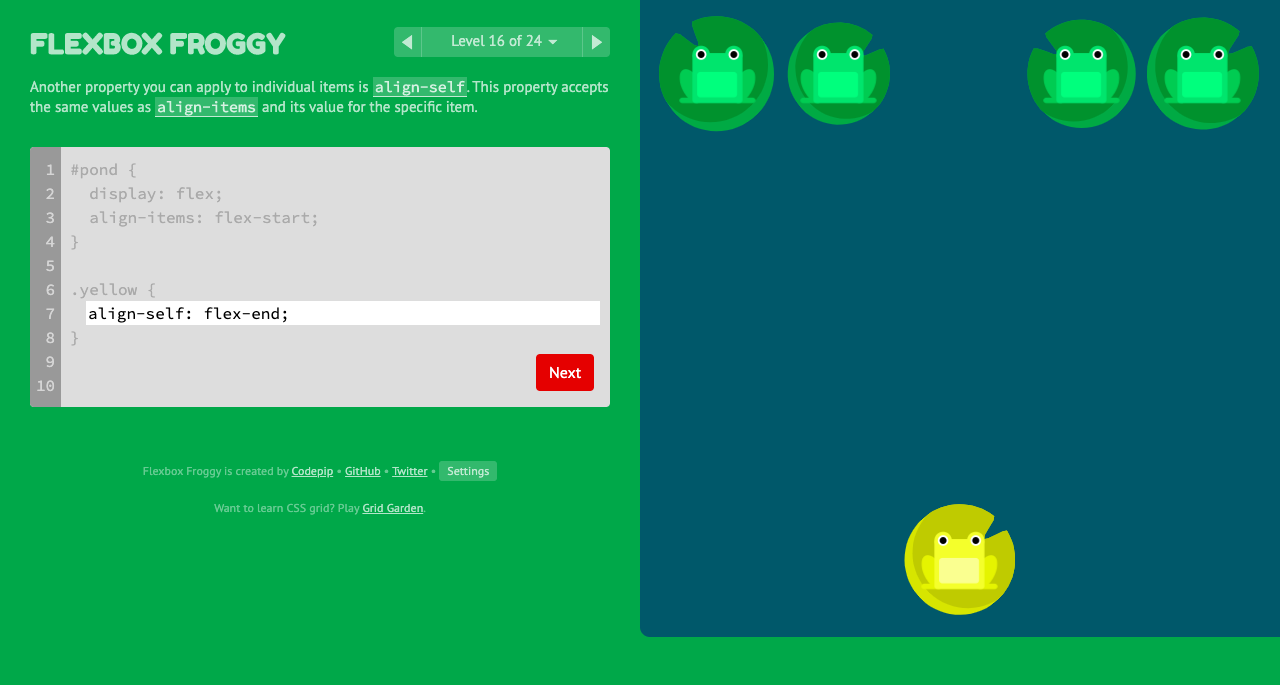 FLEXBOX FROGGY
Level 16 of 24
Another property you can apply to individual items is align-self. This property accepts
the same values as align-items and its value for the specific item.
1 #pond {
2 display: flex;
3 align-items: flex-start;
4 }
5
6 .yellow {
7 align-self: flex-end;
8 }
9
10
Next
Flexbox Froggy is created by Codepip • GitHub • Twitter • Settings
Want to learn CSS grid? Play Grid Garden.